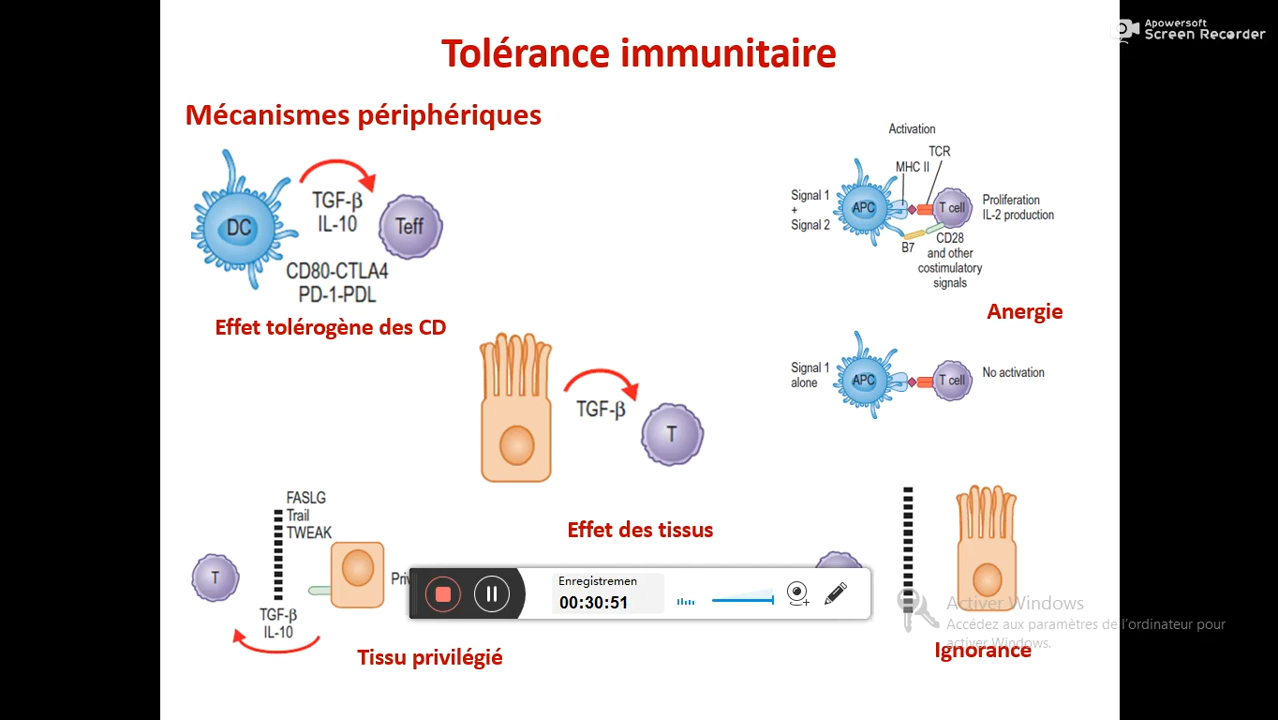 Apowersoft
Screen Recorder
Tolérance immunitaire
Mécanismes périphériques
DC
TGF-β
IL-10
Teff
CD80-CTLA4
PD-1-PDL
Effet tolérogène des CD
Activation
TCR
MHC II
Signal 1
+
Signal 2
APC
T cell
Proliferation
IL-2 production
B7
CD28
and other
costimulatory
signals
Anergie
Signal 1
alone
APC
T cell
No activation
TGF-β
T
Effet des tissus
FASLG
Trail
TWEAK
T
TGF-β
IL-10
Tissu privilégié
Enregistremen
00:30:51
Activer Windows
Accédez aux paramètres de l'ordinateur pour
activer Windows.
Ignorance